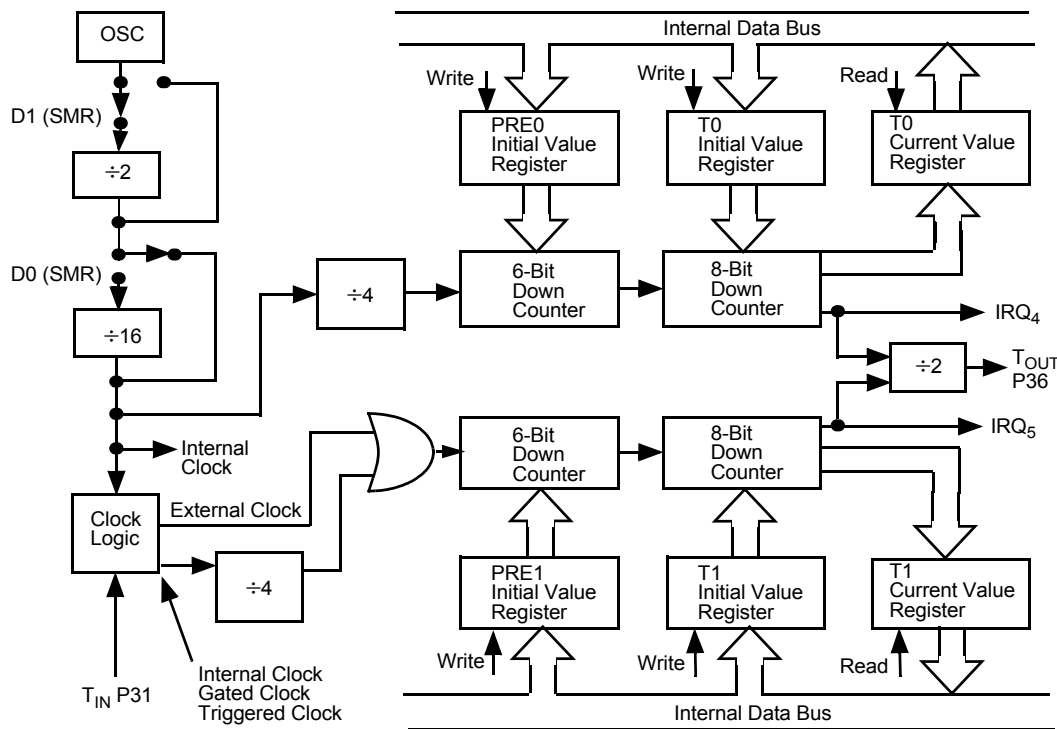 OSC
Internal Data Bus
Write
Write
Read
D1 (SMR)
÷2
PRE0
Initial Value
Register
T0
Initial Value
Register
T0
Current Value
Register
D0 (SMR)
÷16
÷4
6-Bit
Down
Counter
8-Bit
Down
Counter
IRQ4
÷2
TOUT
P36
IRQ5
Internal
Clock
6-Bit
Down
Counter
8-Bit
Down
Counter
Clock
Logic
External Clock
÷4
PRE1
Initial Value
Register
T1
Initial Value
Register
T1
Current Value
Register
Write
Write
Read
TIN P31
Internal Clock
Gated Clock
Triggered Clock
Internal Data Bus